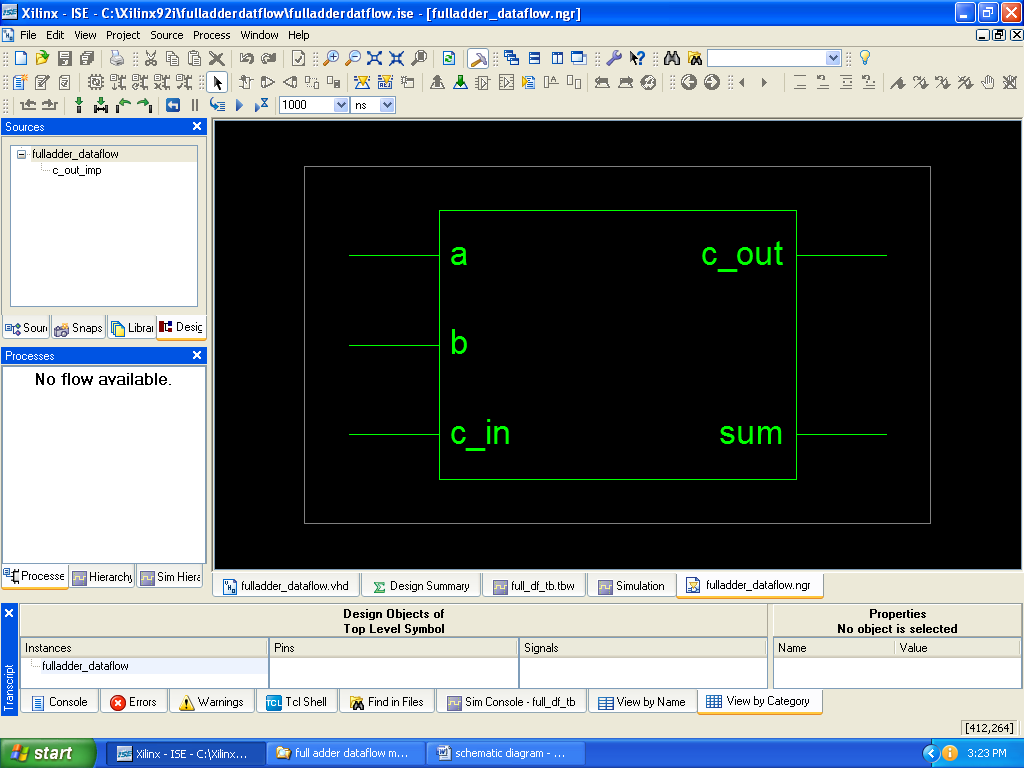 Xilinx - ISE - C:\Xilinx92i\fulladderdatflow\fulladderdatflow.ise - [fulladder_dataflow.ngr]
File Edit View Project Source Process Window Help
1000 ns
Sources
fulladder_dataflow
c_out_imp
Sour Snaps Librar Desig
Processes
No flow available.
Processe Hierarchy Sim Hiera
a
c_out
b
c_in
sum
fulladder_dataflow.vhd Design Summary full_df_tb.tbw Simulation fulladder_dataflow.ngr
Transcript
Design Objects of
Top Level Symbol
Properties
No object is selected
Instances Pins Signals Name Value
fulladder_dataflow
Console Errors Warnings Tcl Shell Find in Files Sim Console - full_df_tb View by Name View by Category
[412,264]
start Xilinx - ISE - C:\Xilinx... full adder dataflow m... schematic diagram - ... 3:23 PM